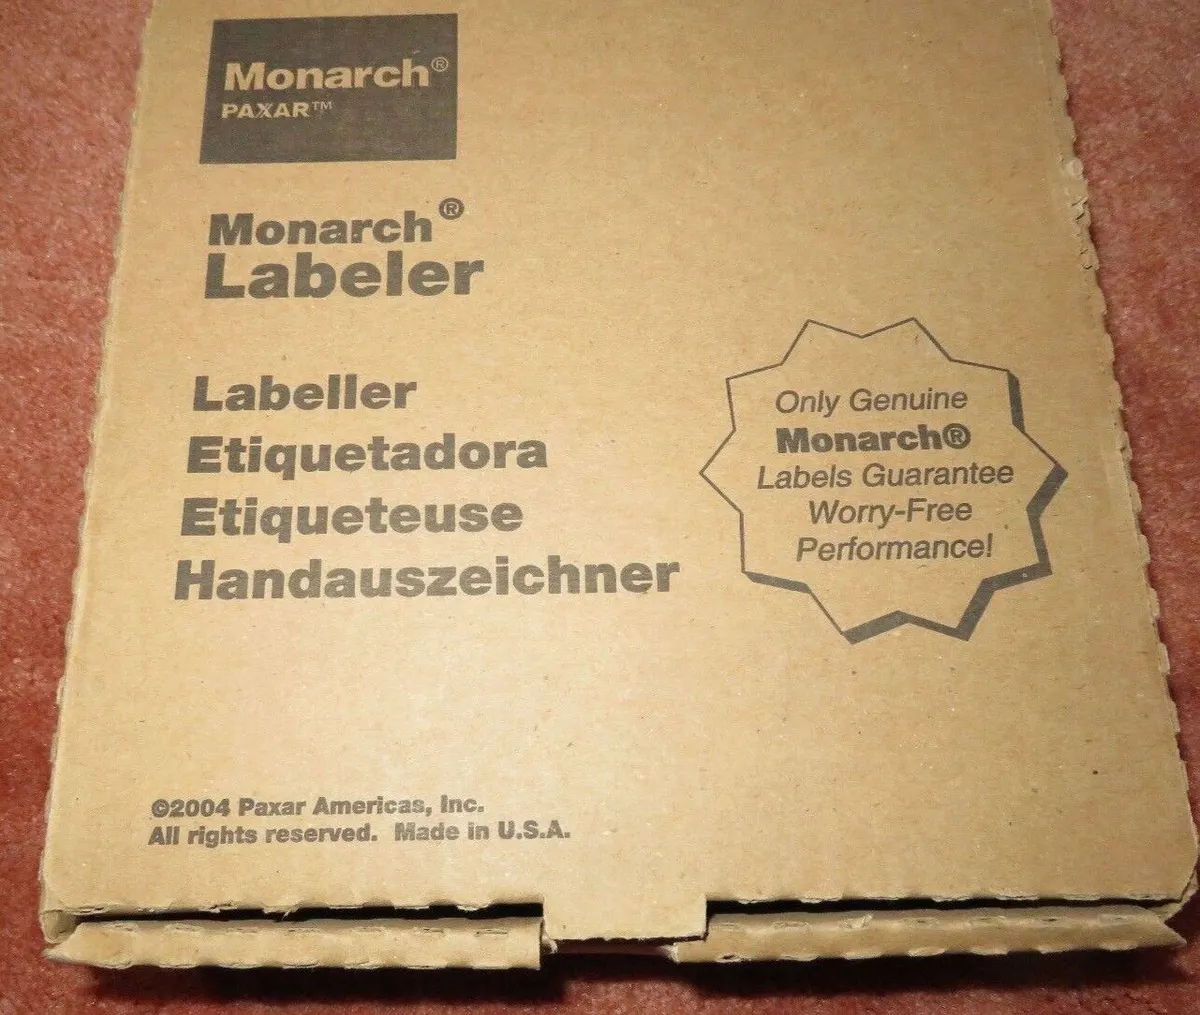 Monarch®
PAXAR™
Monarch®
Labeler
Labeller
Etiquetadora
Etiqueteuse
Handauszeichner
Only Genuine
Monarch®
Labels Guarantee
Worry-Free
Performance!
©2004 Paxar Americas, Inc.
All rights reserved. Made in U.S.A.